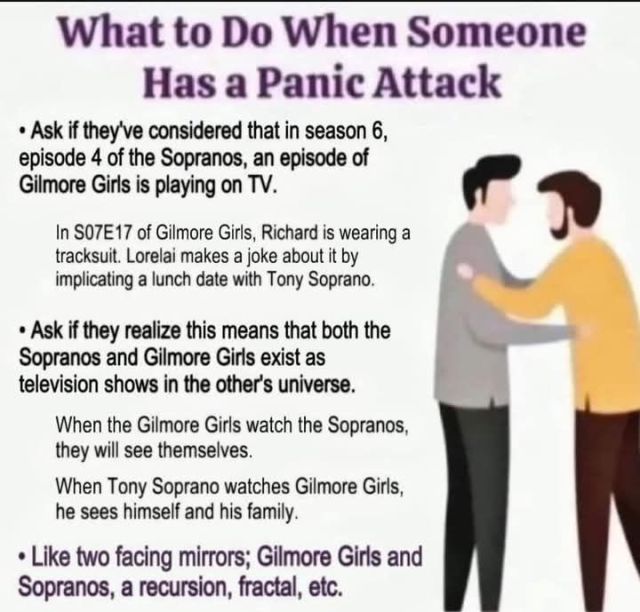 What to Do When Someone
Has a Panic Attack
• Ask if they've considered that in season 6,
episode 4 of the Sopranos, an episode of
Gilmore Girls is playing on TV.
In S07E17 of Gilmore Girls, Richard is wearing a
tracksuit. Lorelai makes a joke about it by
implicating a lunch date with Tony Soprano.
• Ask if they realize this means that both the
Sopranos and Gilmore Girls exist as
television shows in the other's universe.
When the Gilmore Girls watch the Sopranos,
they will see themselves.
When Tony Soprano watches Gilmore Girls,
he sees himself and his family.
• Like two facing mirrors; Gilmore Girls and
Sopranos, a recursion, fractal, etc.